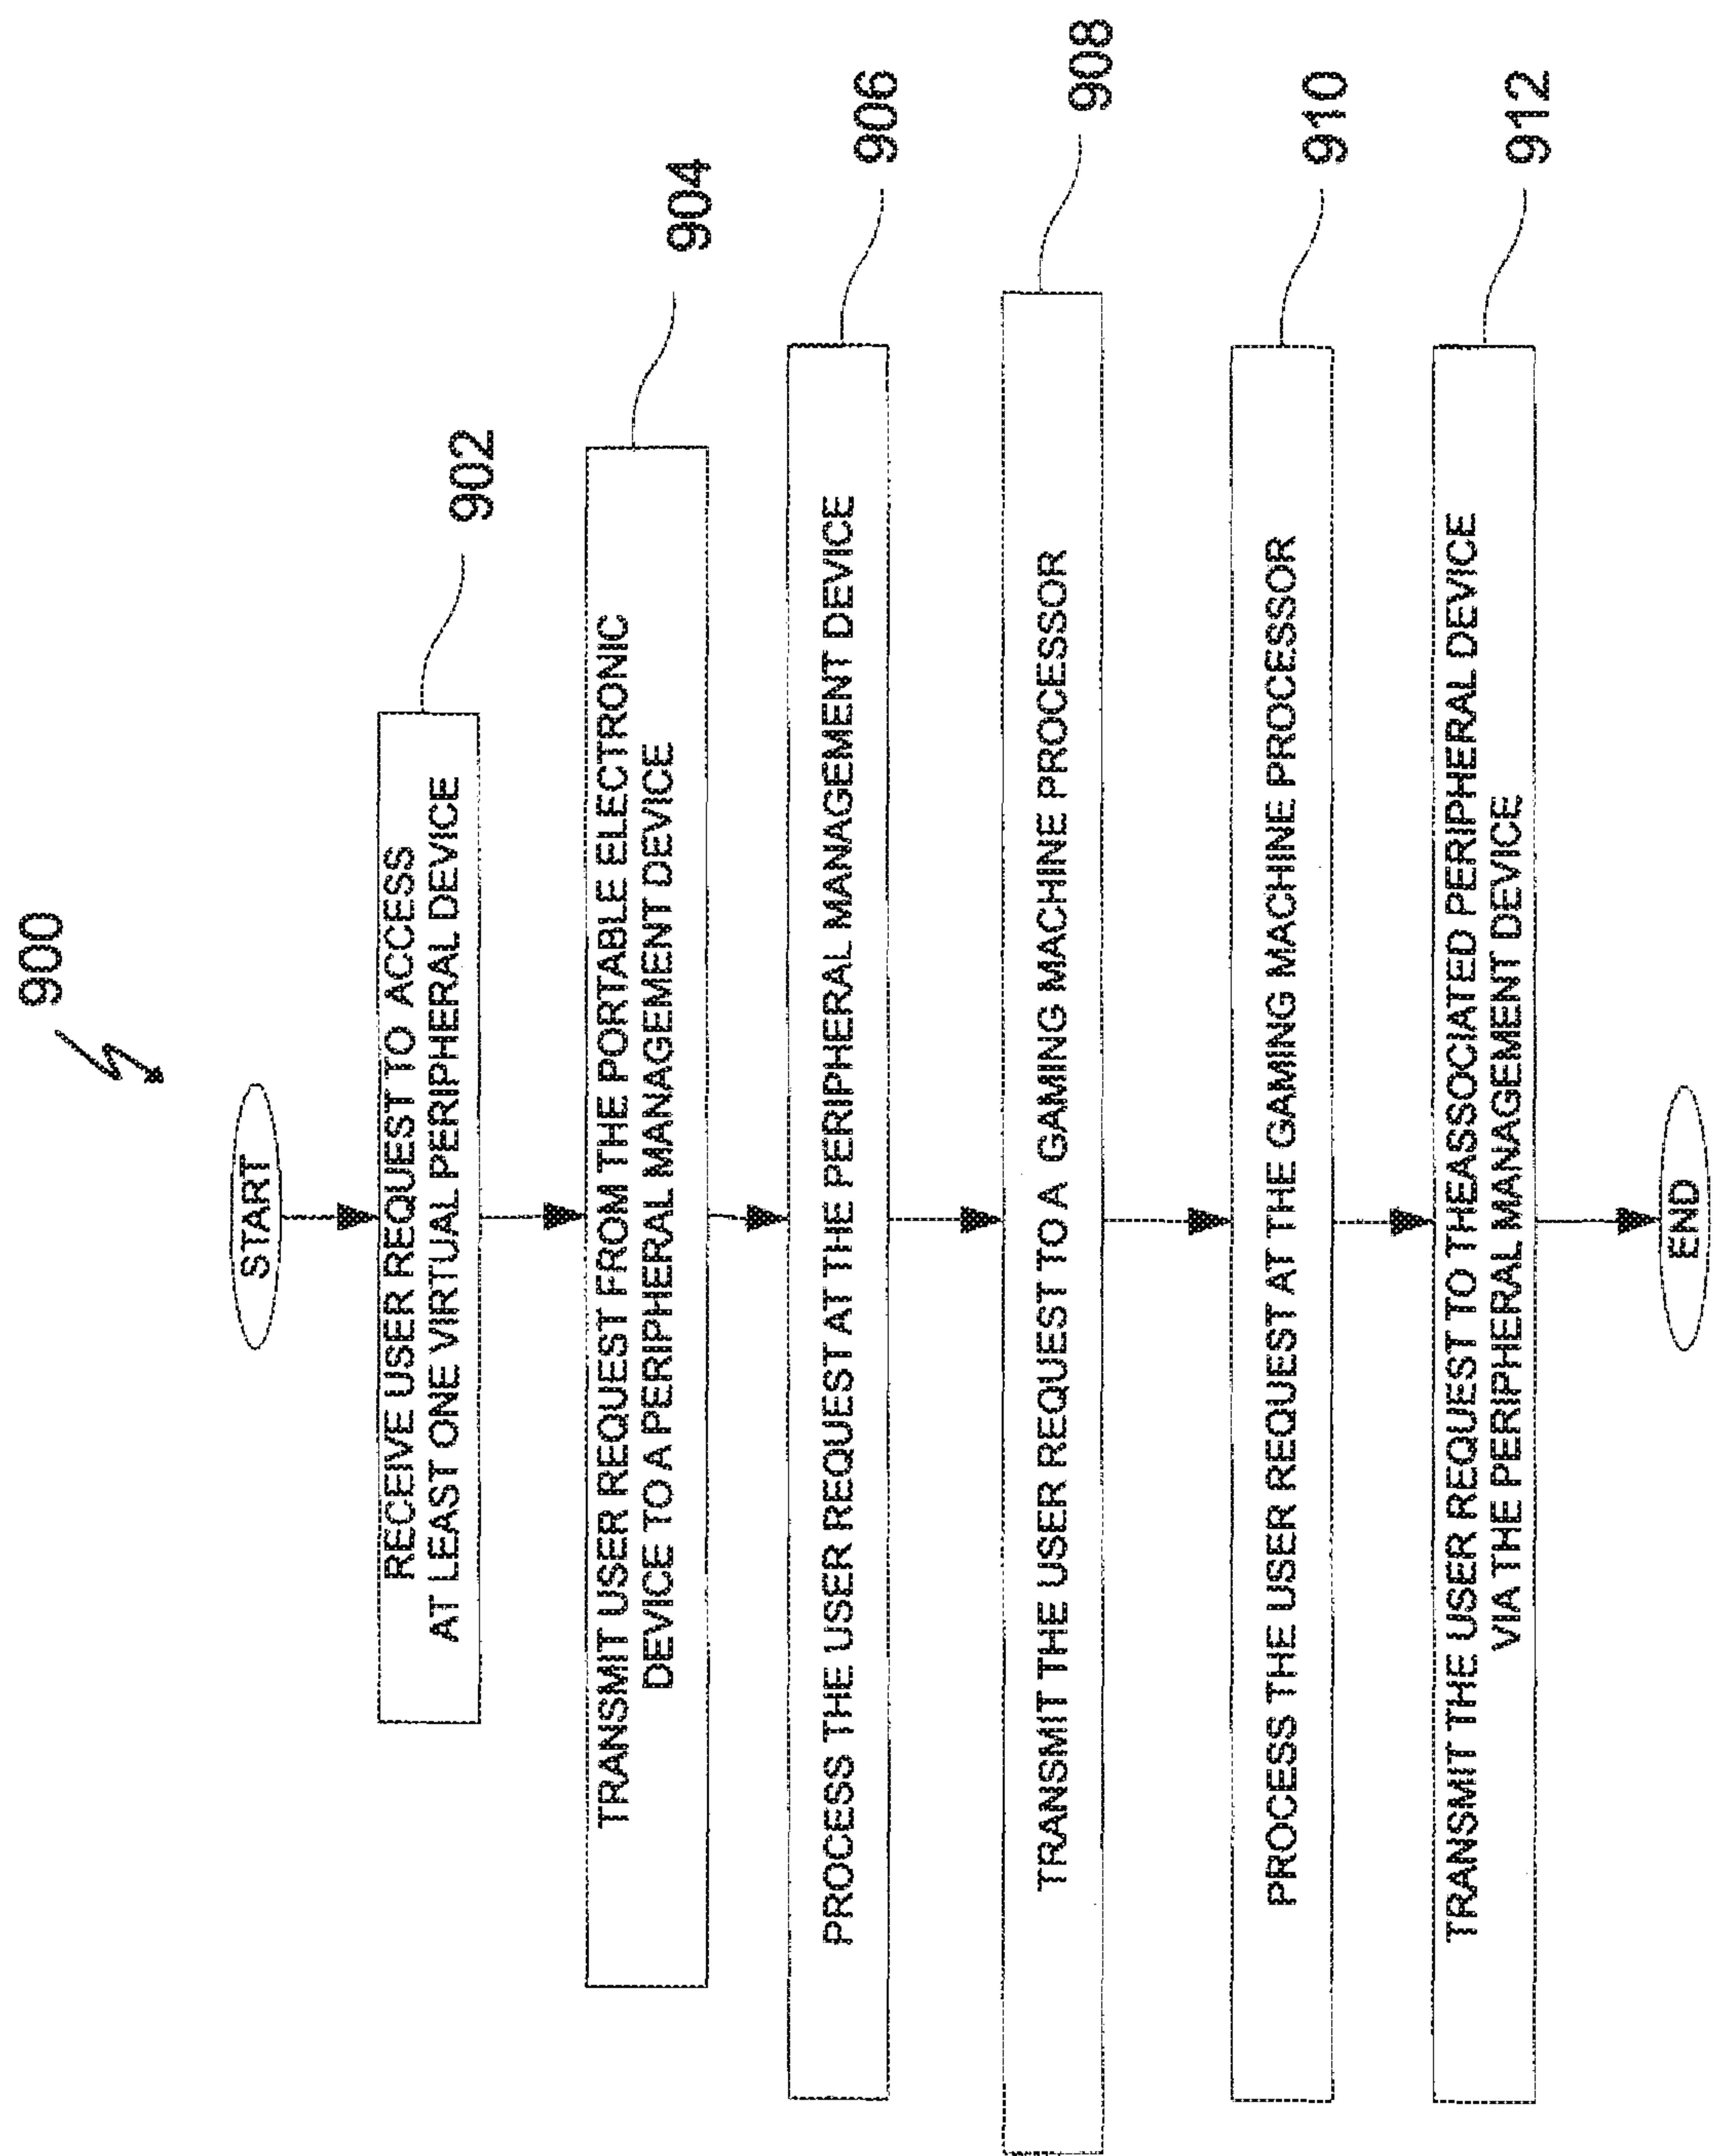 900
START
RECEIVE USER REQUEST TO ACCESS
AT LEAST ONE VIRTUAL PERIPHERAL DEVICE
902
TRANSMIT USER REQUEST FROM THE PORTABLE ELECTRONIC
DEVICE TO A PERIPHERAL MANAGEMENT DEVICE
904
PROCESS THE USER REQUEST AT THE PERIPHERAL MANAGEMENT DEVICE
906
TRANSMIT THE USER REQUEST TO A GAMING MACHINE PROCESSOR
908
PROCESS THE USER REQUEST AT THE GAMING MACHINE PROCESSOR
910
TRANSMIT THE USER REQUEST TO THEASSOCIATED PERIPHERAL DEVICE
VIA THE PERIPHERAL MANAGEMENT DEVICE
912
END